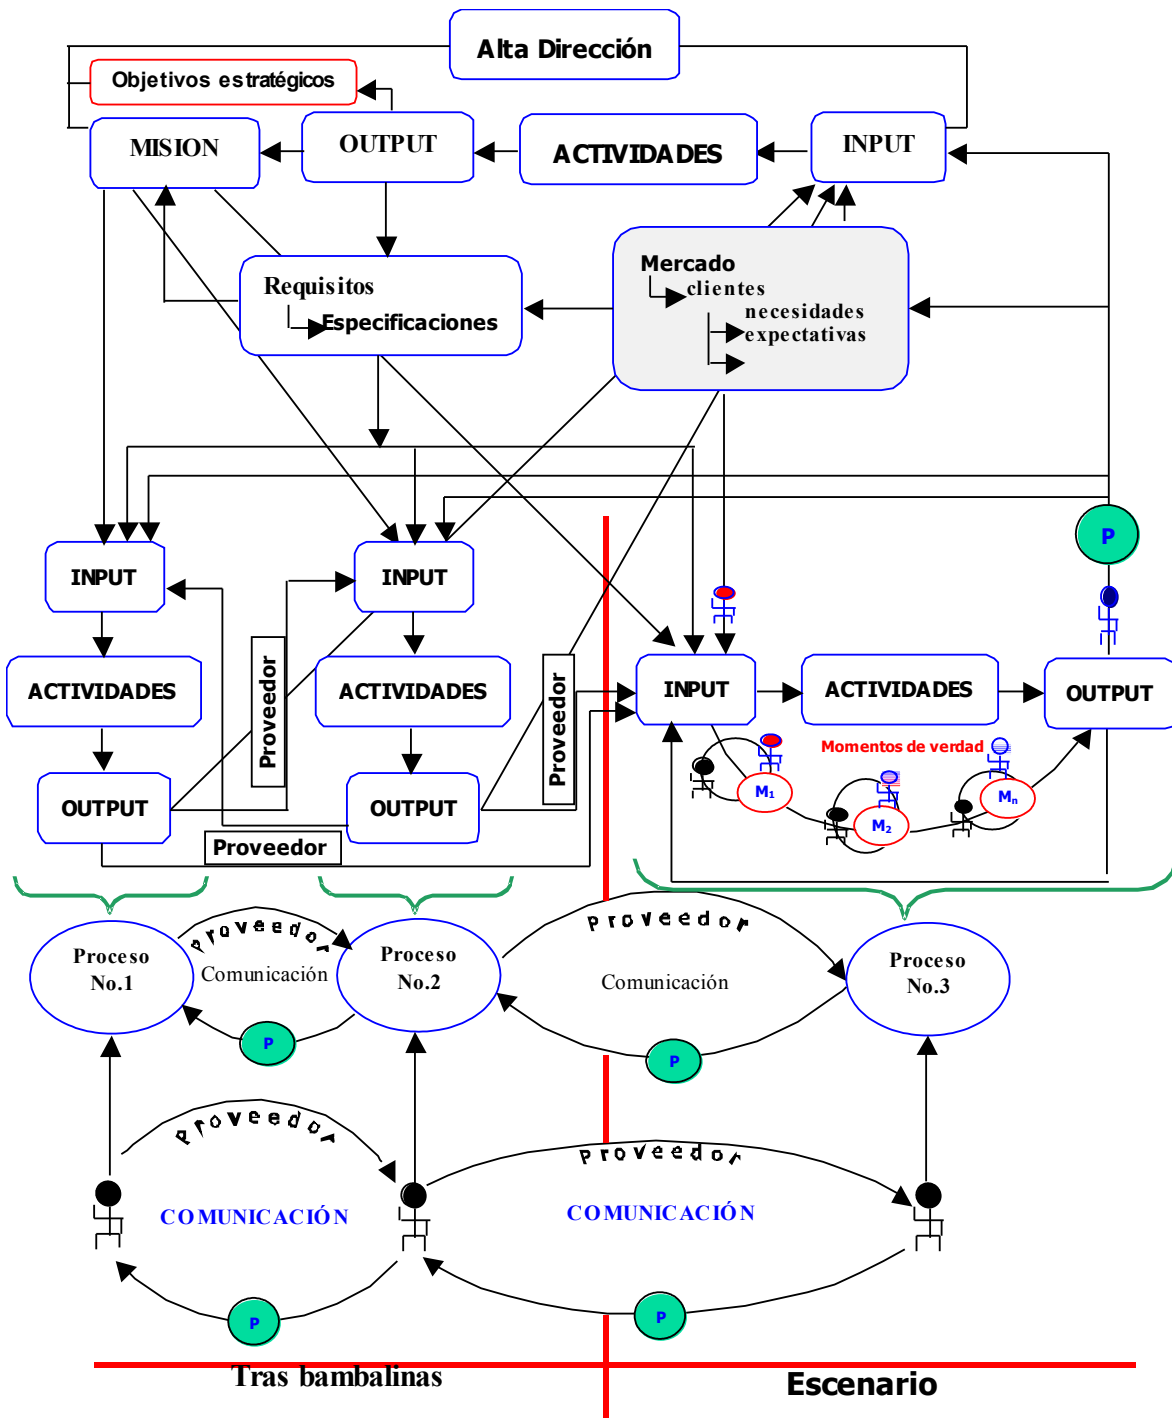 Alta Dirección
Objetivos estratégicos
MISION
OUTPUT
ACTIVIDADES
INPUT
Requisitos
Especificaciones
Mercado
clientes
necesidades
expectativas
P
INPUT
INPUT
ACTIVIDADES
ACTIVIDADES
OUTPUT
OUTPUT
Proveedor
Proveedor
Proveedor
INPUT
ACTIVIDADES
OUTPUT
Momentos de verdad
M1
M2
Mn
Proceso
No.1
Proveedor
Comunicación
P
Proceso
No.2
Proveedor
Comunicación
P
Proceso
No.3
Proveedor
COMUNICACIÓN
P
Proveedor
COMUNICACIÓN
P
Tras bambalinas
Escenario